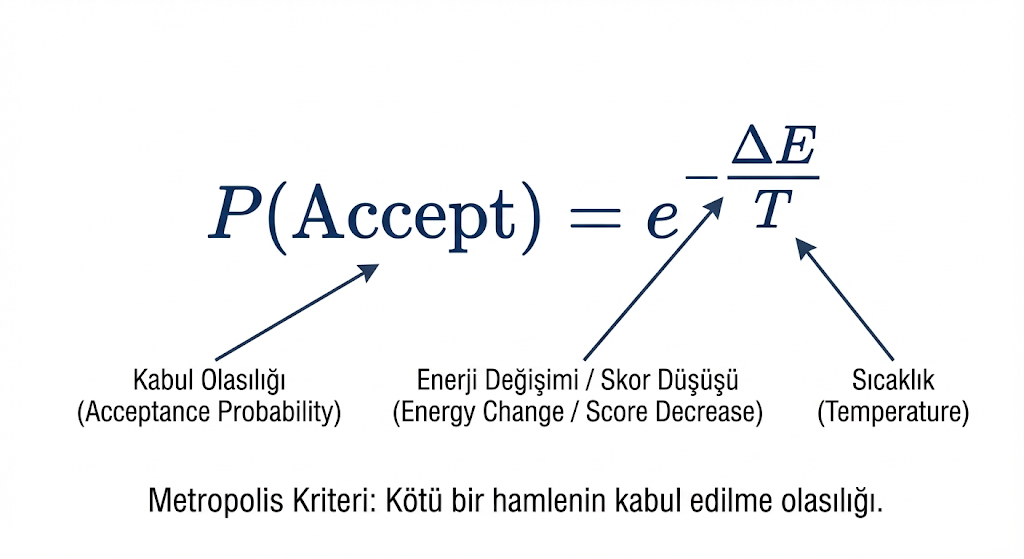 P(Accept) = e^{-\frac{ΔE}{T}}
Kabul Olasılığı
(Acceptance Probability)
Enerji Değişimi / Skor Düşüşü
(Energy Change / Score Decrease)
Sıcaklık
(Temperature)
Metropolis Kriteri: Kötü bir hamlenin kabul edilme olasılığı.